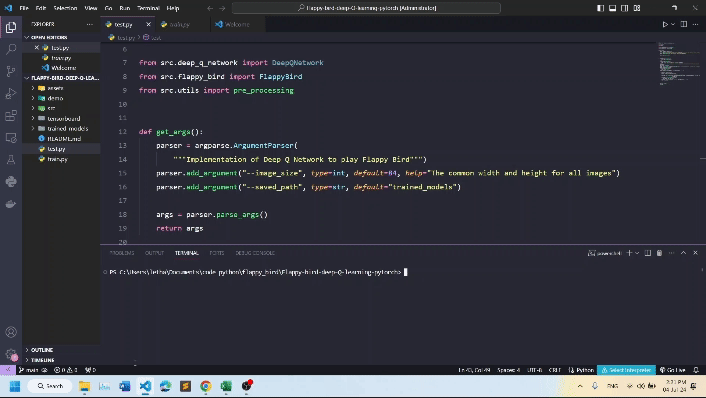 File Edit Selection View Go Run Terminal Help
Flappy-bird-deep-Q-learning-pytorch [Administrator]
EXPLORER
OPEN EDITORS
test.py
train.py
Welcome
FLAPPY-BIRD-DEEP-Q-LEA...
assets
demo
src
tensorboard
trained_models
README.md
test.py
train.py
OUTLINE
TIMELINE
test.py
train.py
Welcome
test.py > test
6
7 from src.deep_q_network import DeepQNetwork
8 from src.flappy_bird import FlappyBird
9 from src.utils import pre_processing
10
11
12 def get_args():
13 parser = argparse.ArgumentParser(
14 """Implementation of Deep Q Network to play Flappy Bird""")
15 parser.add_argument("--image_size", type=int, default=84, help="The common width and height for all images")
16 parser.add_argument("--saved_path", type=str, default="trained_models")
17
18 args = parser.parse_args()
19 return args
20
PROBLEMS OUTPUT TERMINAL PORTS DEBUG CONSOLE
powershell
PS C:\Users\letha\Documents\code python\flappy_bird\Flappy-bird-deep-Q-learning-pytorch>
main 0 0 0 Ln 43, Col 49 Spaces: 4 UTF-8 CRLF Python Select Interpreter Go Live
Search
ENG
2:21 PM
04 Jul 24